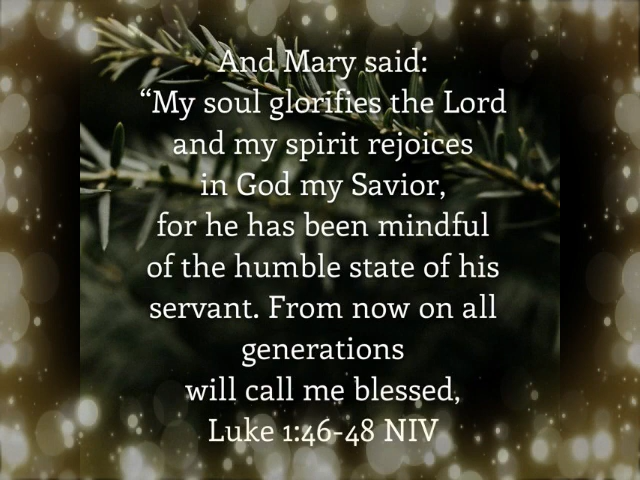 And Mary said:
“My soul glorifies the Lord
and my spirit rejoices
in God my Savior,
for he has been mindful
of the humble state of his
servant. From now on all
generations
will call me blessed,
Luke 1:46-48 NIV